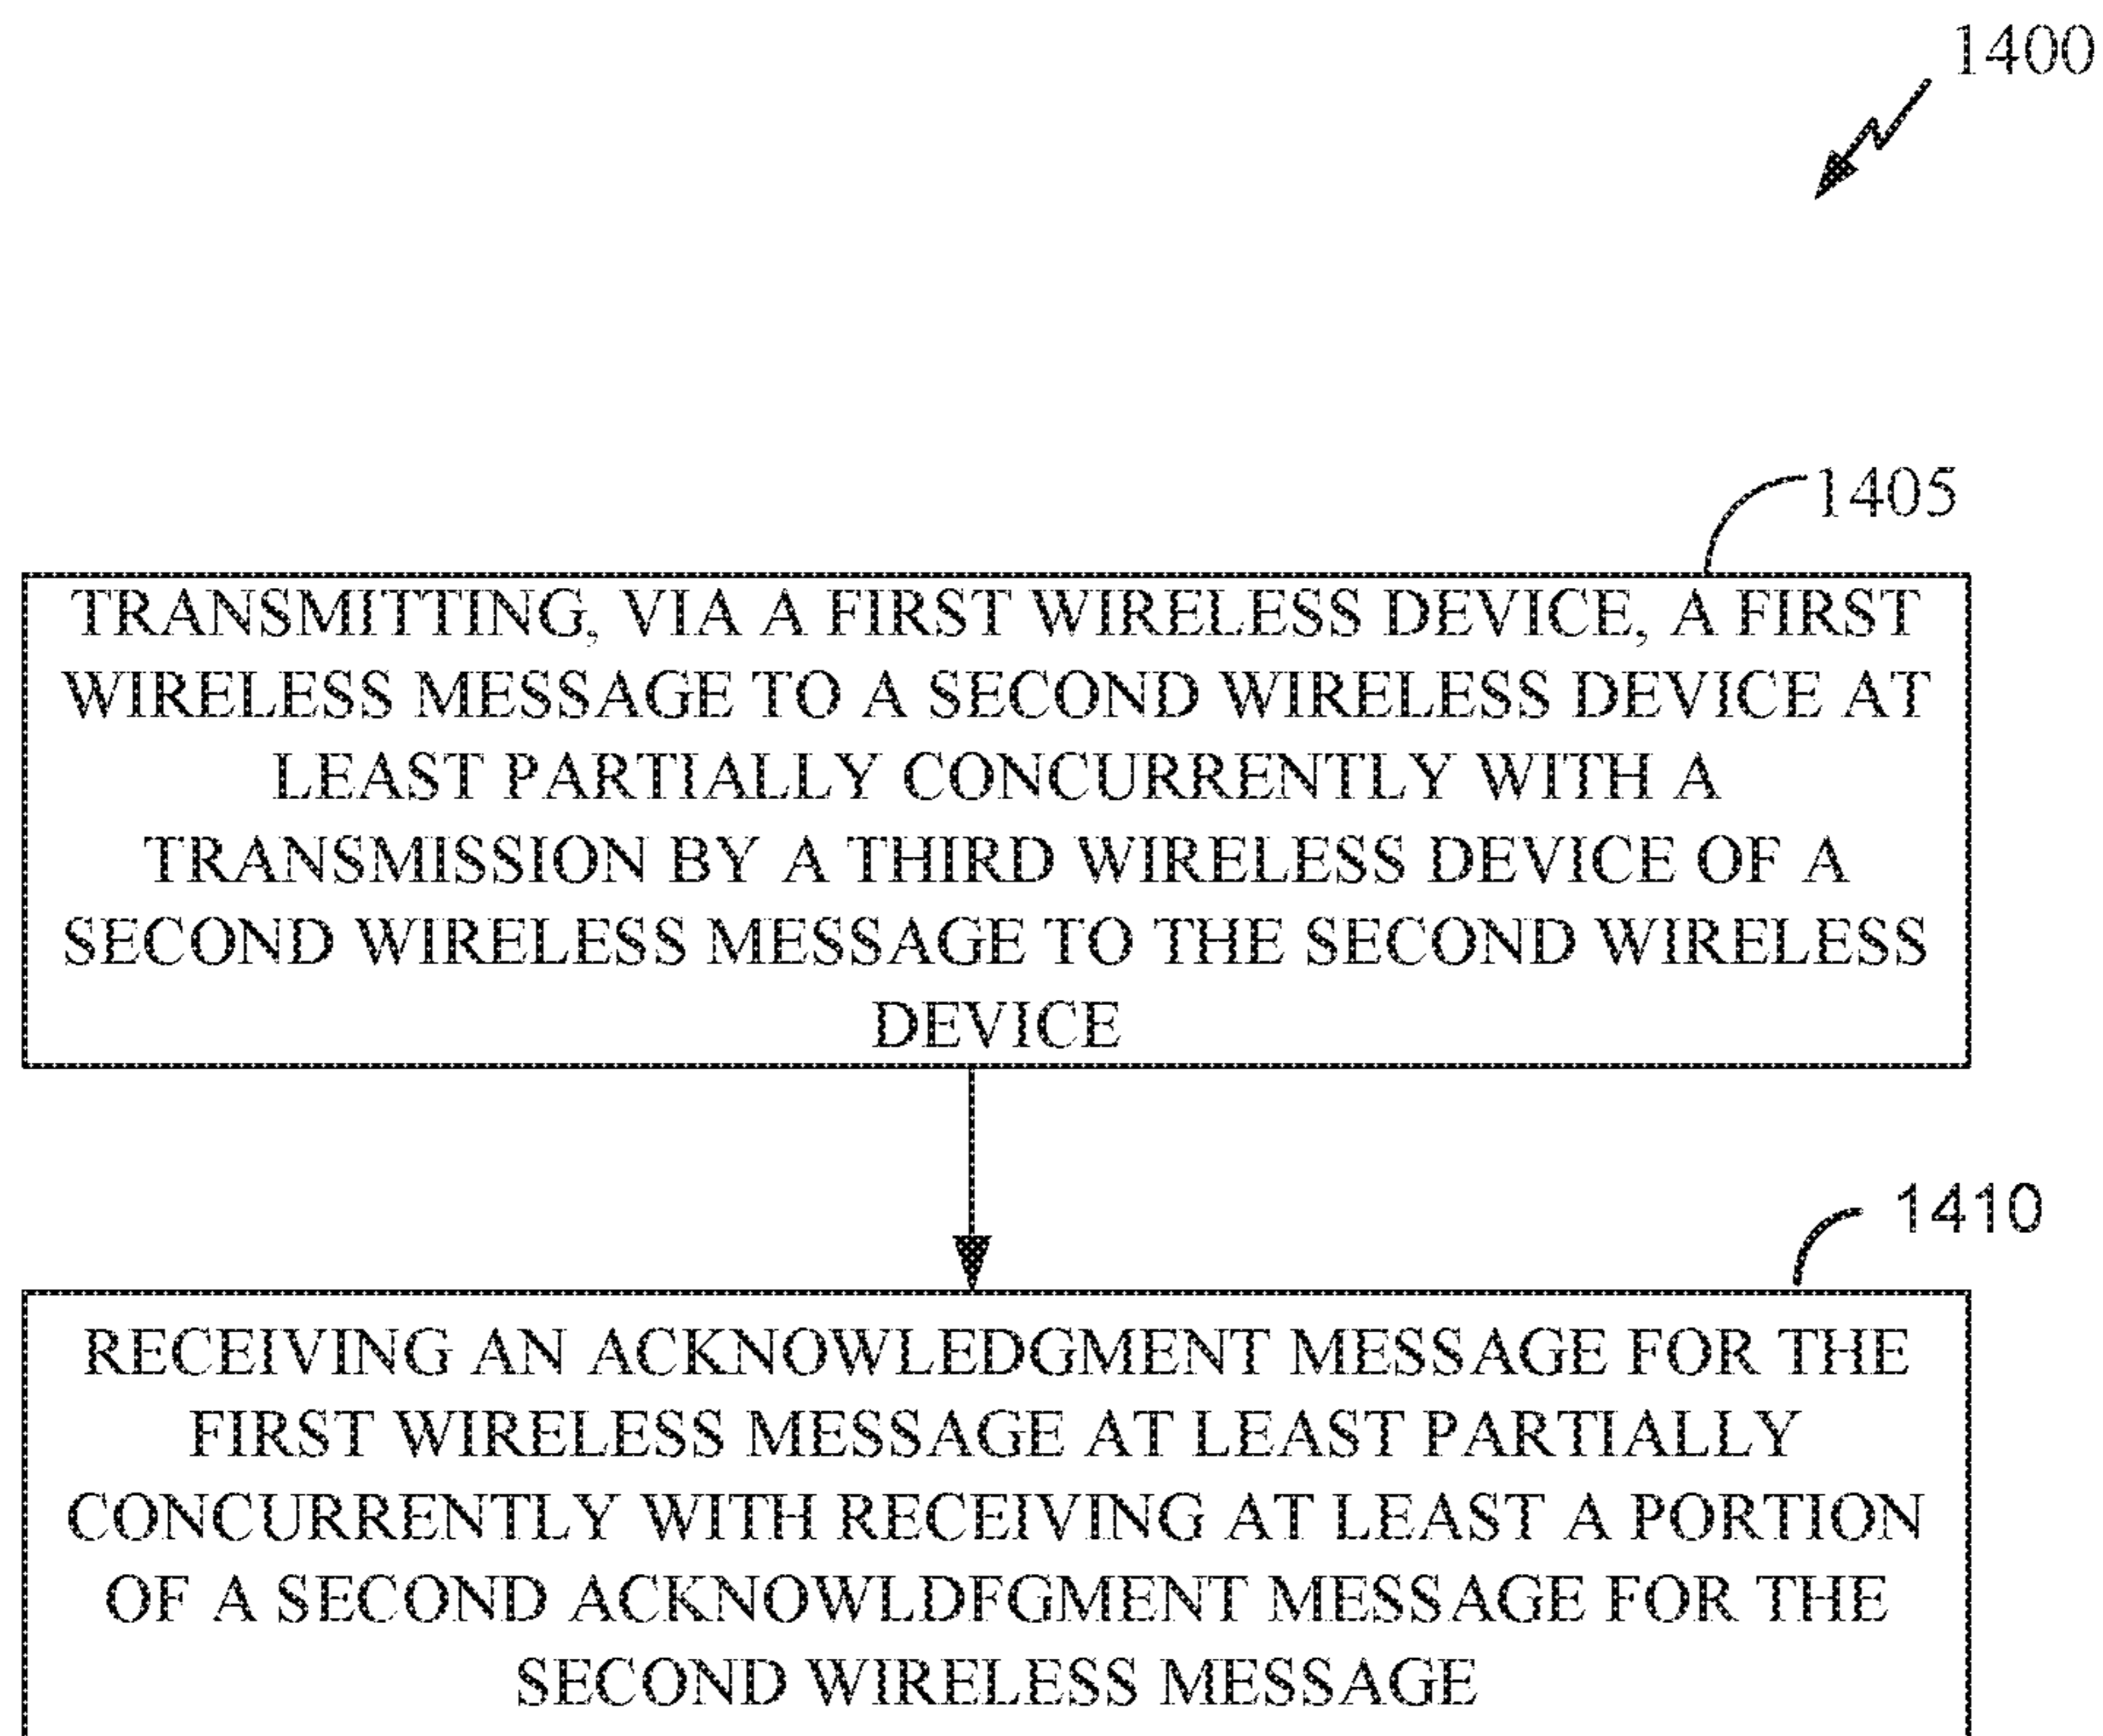 1400
1405
TRANSMITTING, VIA A FIRST WIRELESS DEVICE, A FIRST
WIRELESS MESSAGE TO A SECOND WIRELESS DEVICE AT
LEAST PARTIALLY CONCURRENTLY WITH A
TRANSMISSION BY A THIRD WIRELESS DEVICE OF A
SECOND WIRELESS MESSAGE TO THE SECOND WIRELESS
DEVICE
1410
RECEIVING AN ACKNOWLEDGMENT MESSAGE FOR THE
FIRST WIRELESS MESSAGE AT LEAST PARTIALLY
CONCURRENTLY WITH RECEIVING AT LEAST A PORTION
OF A SECOND ACKNOWLDFGMENT MESSAGE FOR THE
SECOND WIRELESS MESSAGE